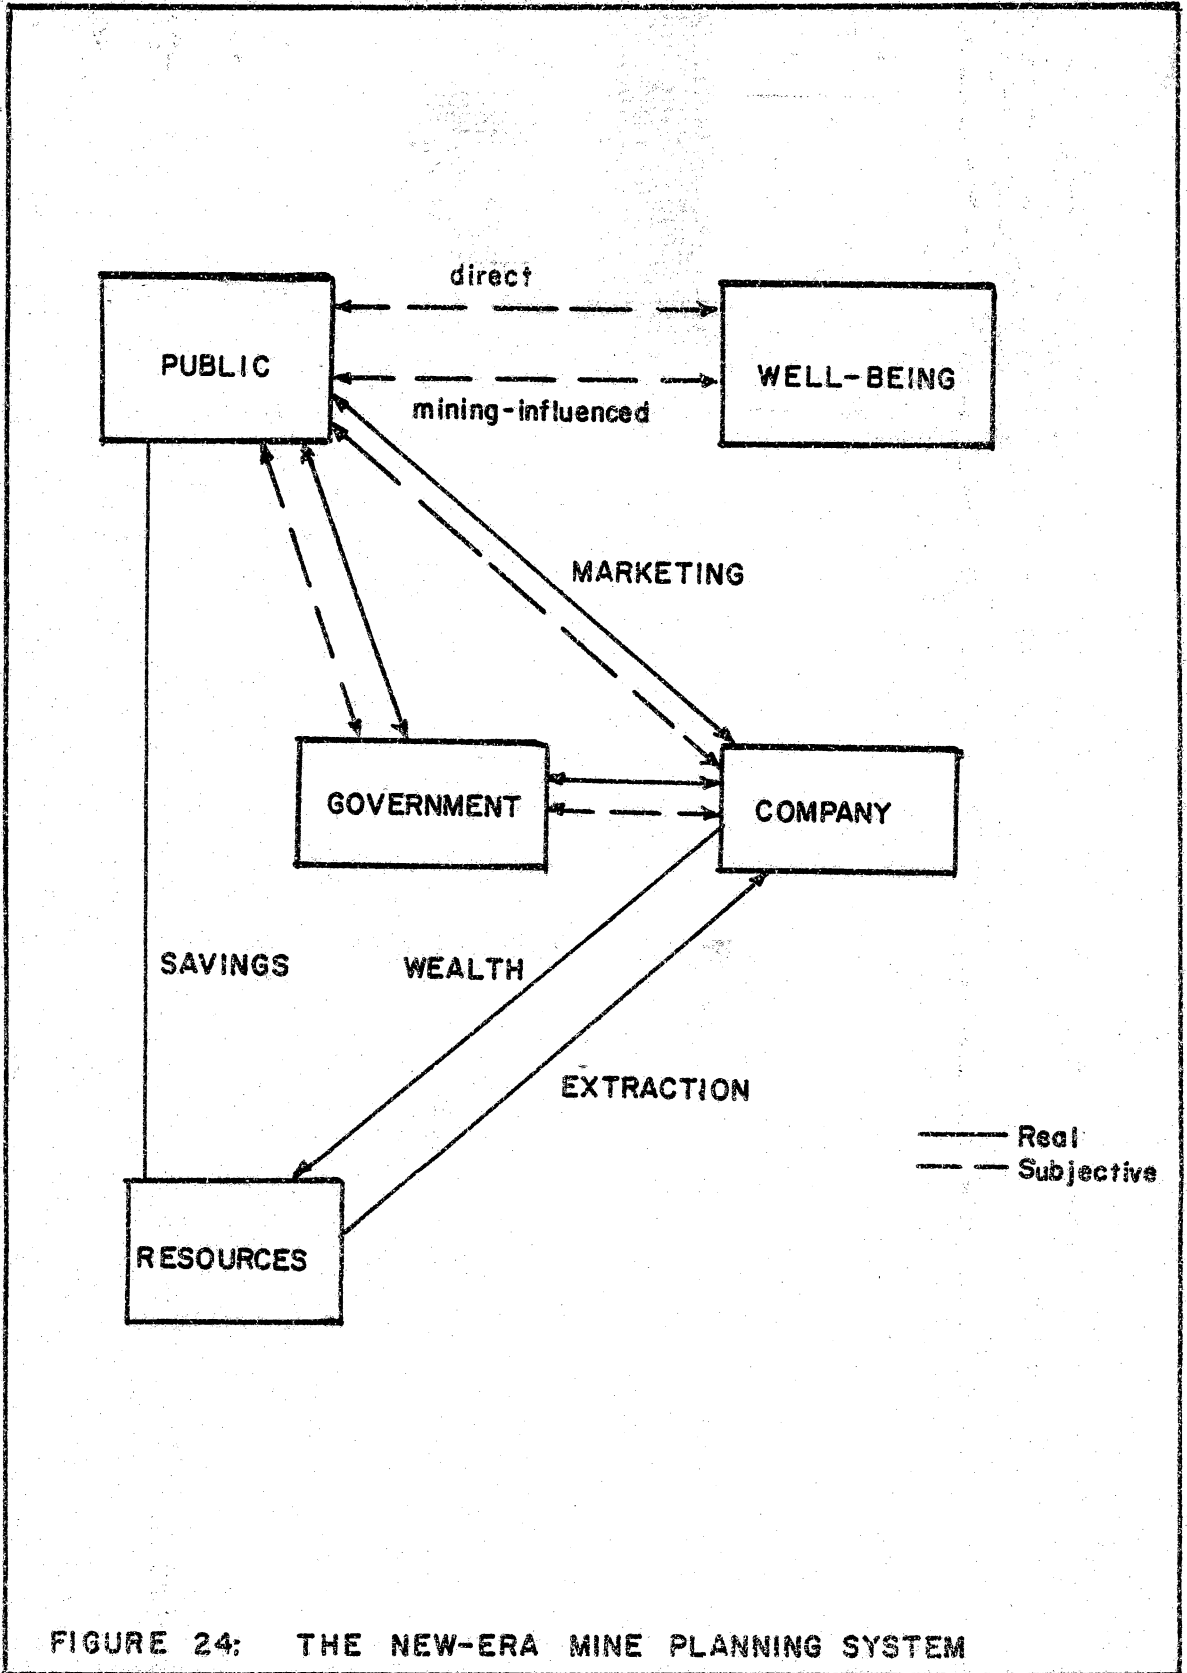 direct
PUBLIC
WELL-BEING
mining-influenced
MARKETING
GOVERNMENT
COMPANY
SAVINGS
WEALTH
EXTRACTION
Real
Subjective
RESOURCES
FIGURE 24: THE NEW-ERA MINE PLANNING SYSTEM